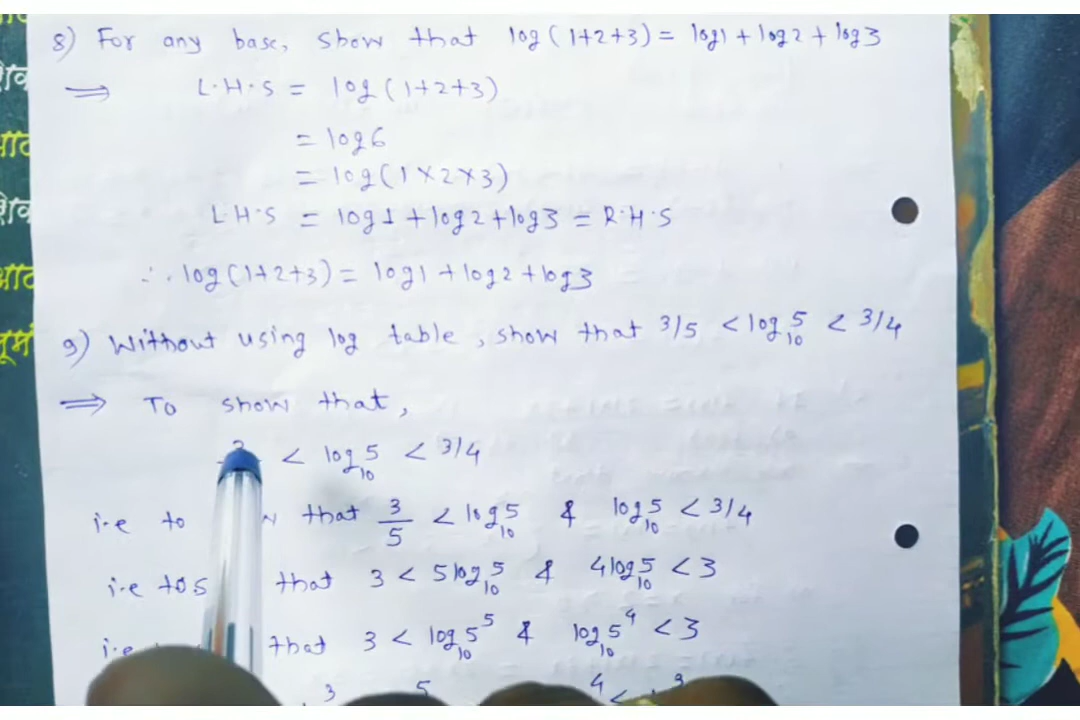 8) For any base, show that log(1+2+3) = log1 + log2 + log3
⇒ L.H.S = log(1+2+3)
= log6
= log(1×2×3)
L.H.S = log1 + log2 + log3 = R.H.S
∴ log(1+2+3) = log1 + log2 + log3
9) Without using log table, show that 3/5 < log₁₀5 < 3/4
⇒ To show that,
< log₁₀5 < 3/4
i.e to that 3/5 < log₁₀5 & log₁₀5 < 3/4
i.e to s that 3 < 5log₁₀5 & 4log₁₀5 < 3
i.e that 3 < log₁₀5⁵ & log₁₀5⁴ < 3